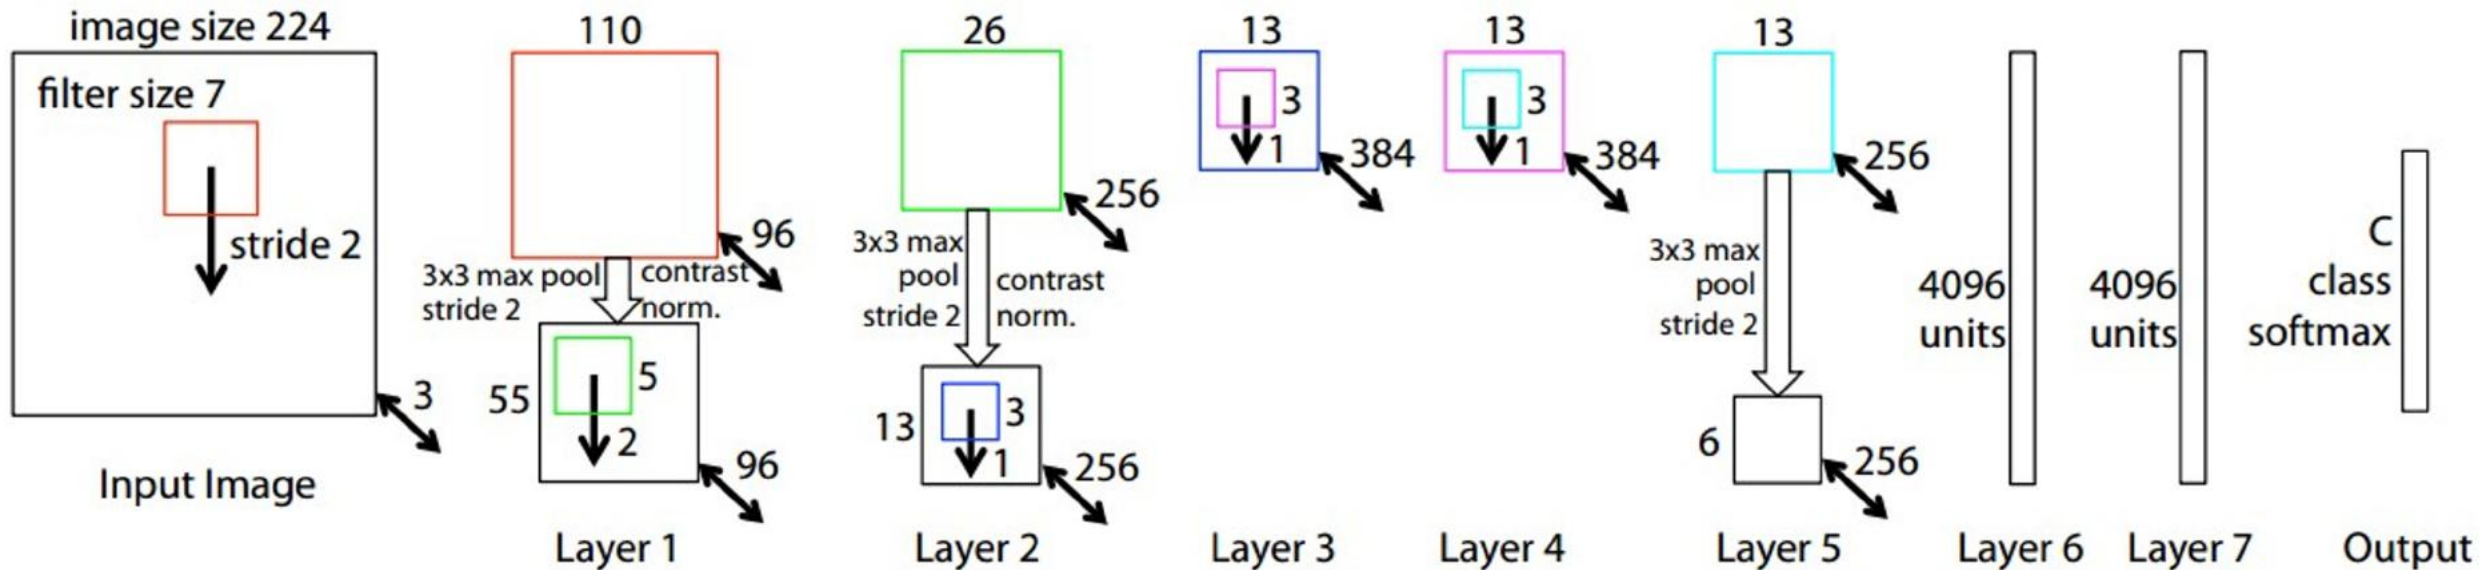 image size 224
filter size 7
stride 2
3
Input Image
110
96
3x3 max pool
stride 2
contrast
norm.
55
5
2
96
Layer 1
26
256
3x3 max
pool
stride 2
contrast
norm.
13
3
1
256
Layer 2
13
3
1
384
Layer 3
13
3
1
384
Layer 4
13
256
3x3 max
pool
stride 2
6
256
Layer 5
4096
units
Layer 6
4096
units
Layer 7
C
class
softmax
Output